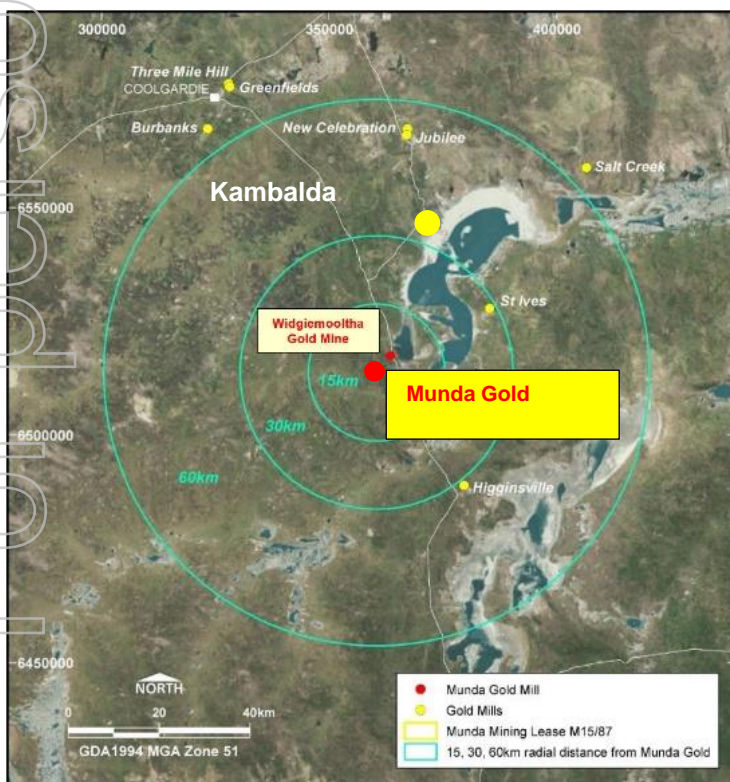 300000
350000
400000
Three Mile Hill
COOLGARDIE
Greenfields
Burbanks
New Celebration
Jubilee
Salt Creek
Kambalda
6550000
St Ives
Widgiemooltha
Gold Mine
15km
Munda Gold
30km
6500000
60km
Higginsville
6450000
NORTH
0 20 40km
GDA1994 MGA Zone 51
Munda Gold Mill
Gold Mills
Munda Mining Lease M15/87
15, 30, 60km radial distance from Munda Gold